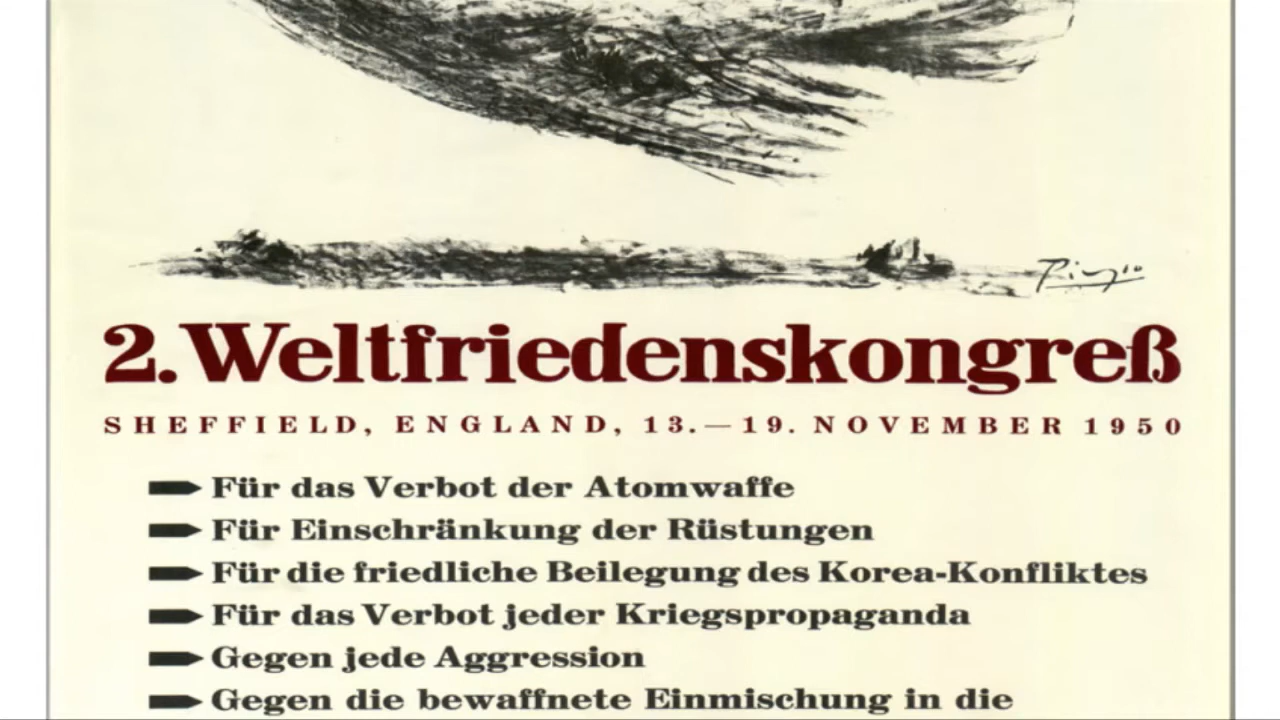 Picasso
2. Weltfriedenskongreß
SHEFFIELD, ENGLAND, 13.—19. NOVEMBER 1950
Für das Verbot der Atomwaffe
Für Einschränkung der Rüstungen
Für die friedliche Beilegung des Korea-Konfliktes
Für das Verbot jeder Kriegspropaganda
Gegen jede Aggression
Gegen die bewaffnete Einmischung in die